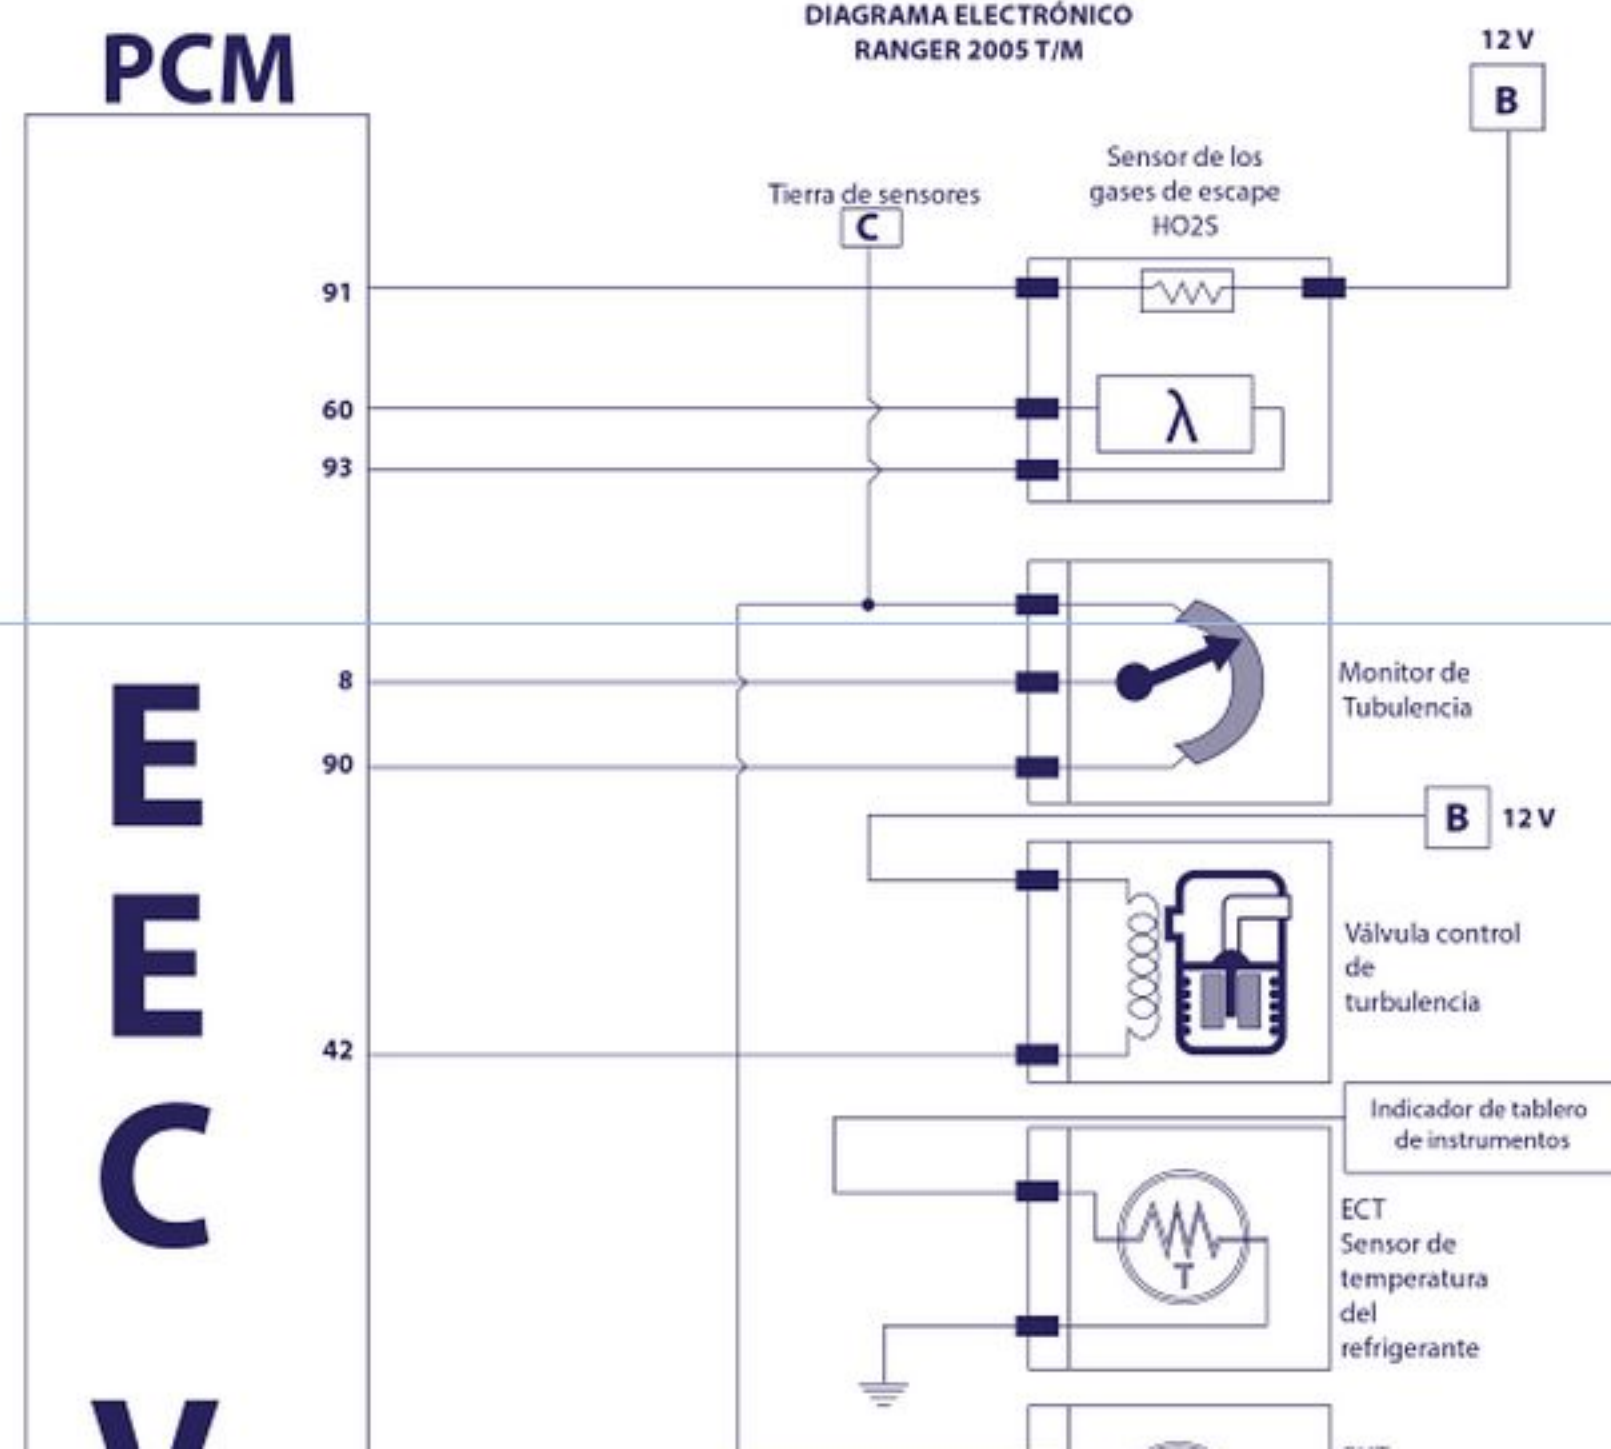 DIAGRAMA ELECTRÓNICO
RANGER 2005 T/M
PCM
12 V
B
Sensor de los
gases de escape
HO2S
Tierra de sensores
C
91
60
λ
93
8
Monitor de
Tubulencia
90
B 12 V
Válvula control
de
turbulencia
42
Indicador de tablero
de instrumentos
ECT
Sensor de
temperatura
del
refrigerante
T
E
E
C
V